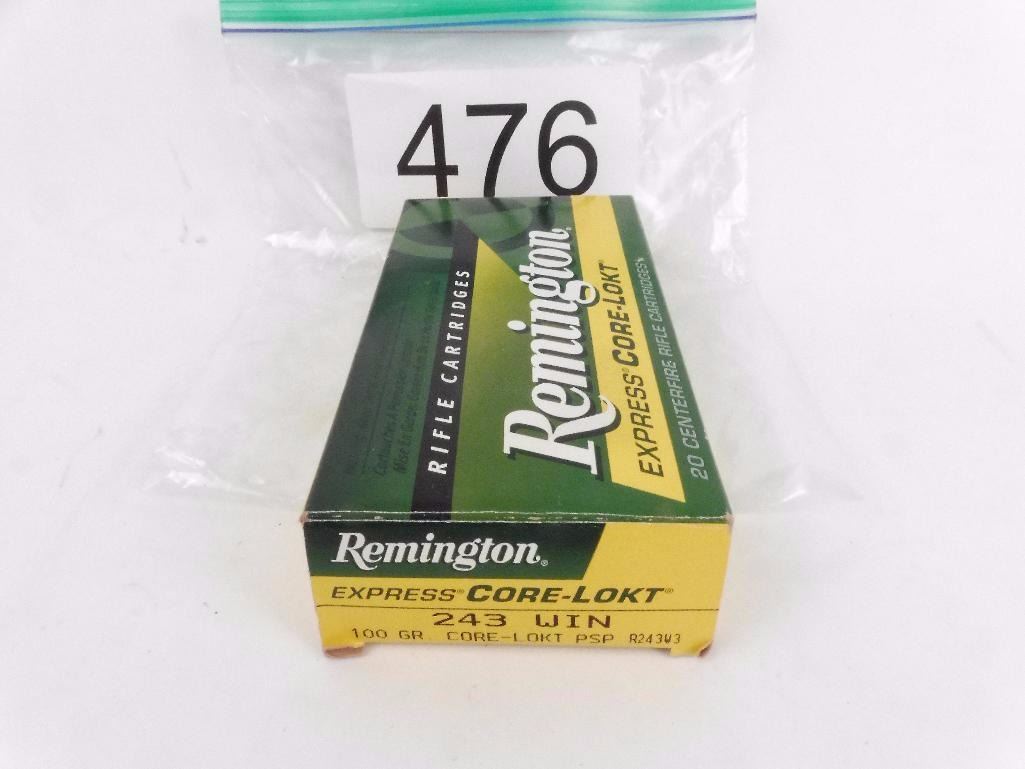 476
RIFLE CARTRIDGES
Remington®
EXPRESS® CORE-LOKT®
20 CENTERFIRE RIFLE CARTRIDGES
Remington®
EXPRESS® CORE-LOKT®
243 WIN
100 GR. CORE-LOKT PSP R243W3